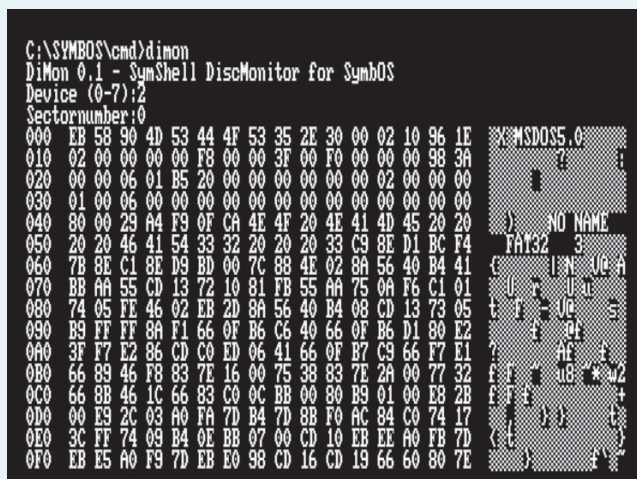 C:\SYMBOS\cmd>dimon
DiMon 0.1 - SymShell DiscMonitor for SymbOS
Device (0-7):2
Sectornumber:0
000 EB 58 90 4D 53 44 4F 53 35 2E 30 00 02 10 96 1E X MSDOS5.0
010 02 00 00 00 00 F8 00 00 3F 00 F0 00 00 00 98 3A ? :
020 00 00 06 01 B5 20 00 00 00 00 00 00 02 00 00 00
030 01 00 06 00 00 00 00 00 00 00 00 00 00 00 00 00
040 80 00 29 A4 F9 0F CA 4E 4F 20 4E 41 4D 45 20 20 ) NO NAME
050 20 20 46 41 54 33 32 20 20 20 33 C9 8E D1 BC F4 FAT32 3
060 7B 8E C1 8E D9 BD 00 7C 88 4E 02 8A 56 40 B4 41 { | N V@ A
070 BB AA 55 CD 13 72 10 81 FB 55 AA 75 0A F6 C1 01 U r U u
080 74 05 FE 46 02 EB 2D 8A 56 40 B4 08 CD 13 73 05 t F - V@ s
090 B9 FF FF 8A F1 66 0F B6 C6 40 66 0F B6 D1 80 E2 f @f
0A0 3F F7 E2 86 CD C0 ED 06 41 66 0F B7 C9 66 F7 E1 ? Af f
0B0 66 89 46 F8 83 7E 16 00 75 38 83 7E 2A 00 77 32 f F ~ u8 ~* w2
0C0 66 8B 46 1C 66 83 C0 0C BB 00 80 B9 01 00 E8 2B f F f +
0D0 00 E9 2C 03 A0 FA 7D B4 7D 8B F0 AC 84 C0 74 17 , } } t
0E0 3C FF 74 09 B4 0E BB 07 00 CD 10 EB EE A0 FB 7D < t }
0F0 EB E5 A0 F9 7D EB E0 98 CD 16 CD 19 66 60 80 7E } f` ~